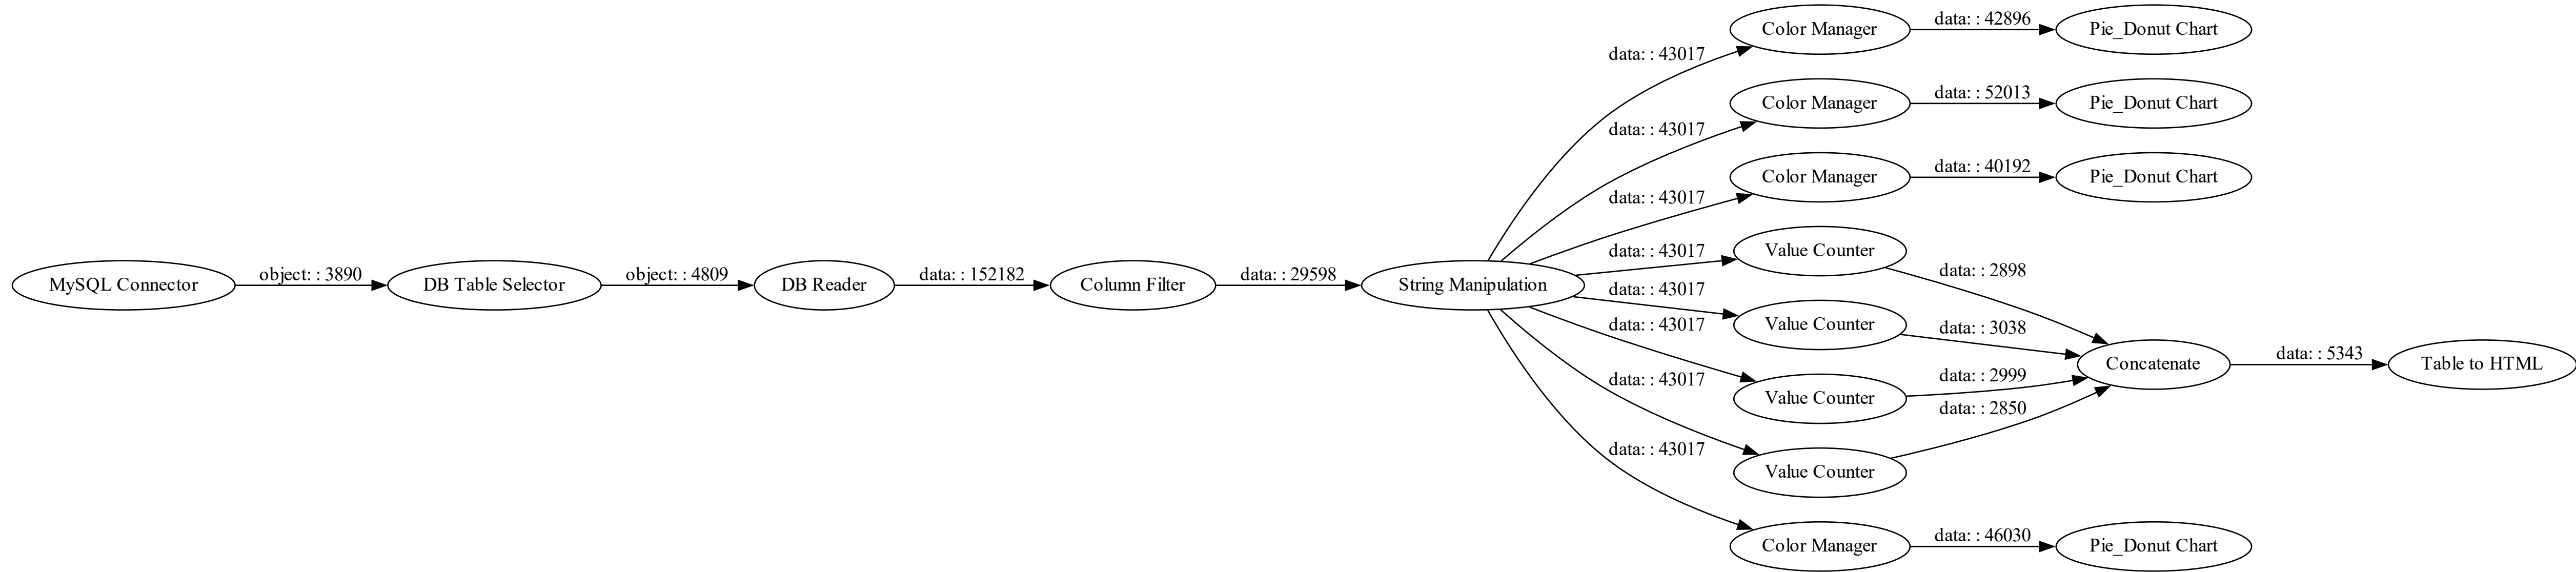 MySQL Connector
object: : 3890
DB Table Selector
object: : 4809
DB Reader
data: : 152182
Column Filter
data: : 29598
String Manipulation
data: : 43017
Color Manager
data: : 42896
Pie_Donut Chart
data: : 43017
Color Manager
data: : 52013
Pie_Donut Chart
data: : 43017
Color Manager
data: : 40192
Pie_Donut Chart
data: : 43017
Value Counter
data: : 2898
data: : 43017
Value Counter
data: : 3038
data: : 43017
Value Counter
data: : 2999
data: : 43017
Value Counter
data: : 2850
Concatenate
data: : 5343
Table to HTML
data: : 43017
Color Manager
data: : 46030
Pie_Donut Chart